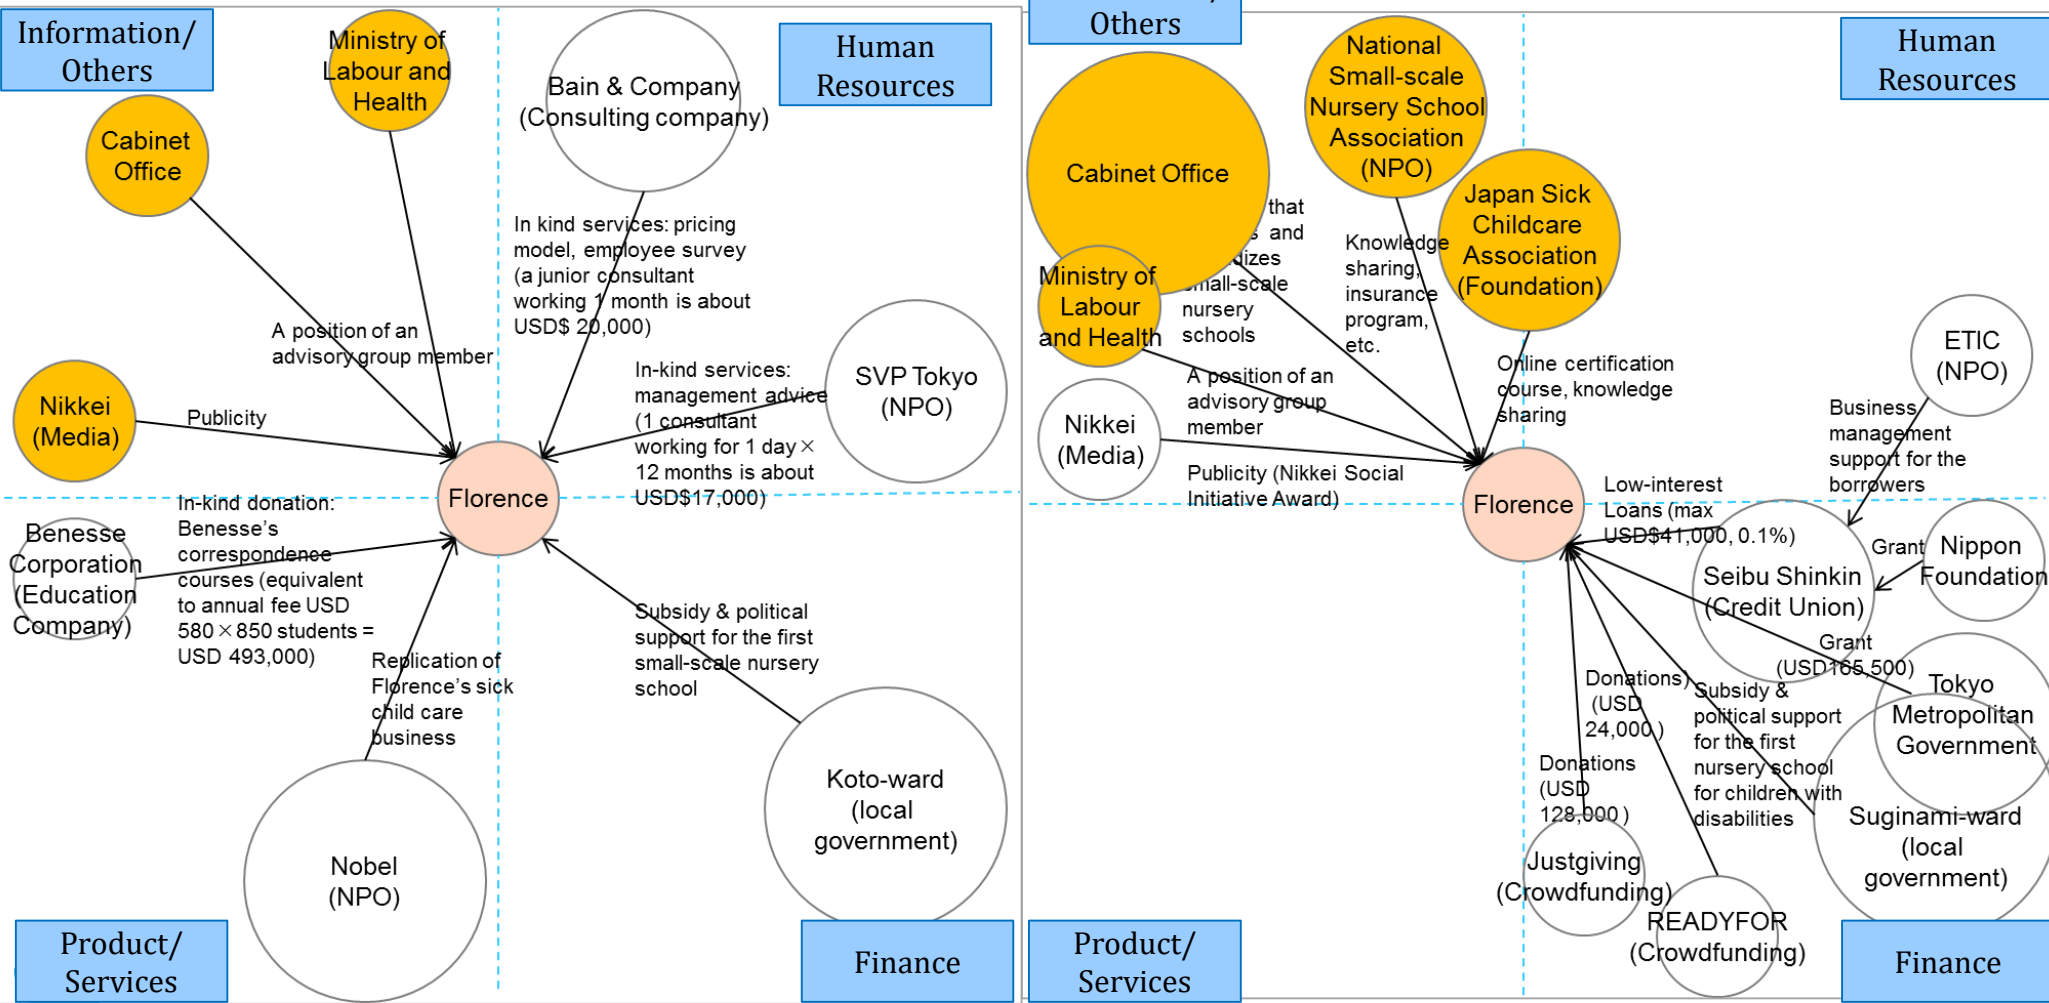 Information/
Others
Ministry of
Labour and
Health
Cabinet
Office
Bain & Company
(Consulting company)
Human
Resources
In kind services: pricing
model, employee survey
(a junior consultant
working 1 month is about
USD$ 20,000)
A position of an
advisory group member
Nikkei
(Media)
Publicity
In-kind services:
management advice
(1 consultant
working for 1 day×
12 months is about
USD$17,000)
SVP Tokyo
(NPO)
Florence
Benesse
Corporation
(Education
Company)
In-kind donation:
Benesse's
correspondence
courses (equivalent
to annual fee USD
580×850 students =
USD 493,000)
Replication of
Florence's sick
child care
business
Subsidy & political
support for the first
small-scale nursery
school
Nobel
(NPO)
Koto-ward
(local
government)
Product/
Services
Finance
Others
Cabinet Office
National
Small-scale
Nursery School
Association
(NPO)
Japan Sick
Childcare
Association
(Foundation)
Human
Resources
that
and
small-scale
nursery
schools
Knowledge
sharing,
insurance
program,
etc.
Ministry of
Labour
and Health
A position of an
advisory group
member
Online certification
course, knowledge
sharing
ETIC
(NPO)
Business
management
support for the
borrowers
Nikkei
(Media)
Publicity (Nikkei Social
Initiative Award)
Florence
Low-interest
Loans (max
USD$41,000, 0.1%)
Seibu Shinkin
(Credit Union)
Grant
Nippon
Foundation
Grant
(USD165,500)
Tokyo
Metropolitan
Government
Donations)
(USD
24,000 )
Subsidy &
political support
for the first
nursery school
for children with
disabilities
Donations
(USD
128,000 )
Suginami-ward
(local
government)
Justgiving
(Crowdfunding)
READYFOR
(Crowdfunding)
Product/
Services
Finance